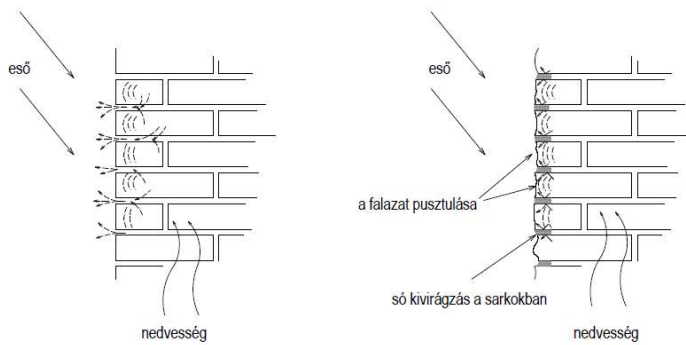 eső
nedvesség
eső
a falazat pusztulása
só kivirágzás a sarkokban
nedvesség